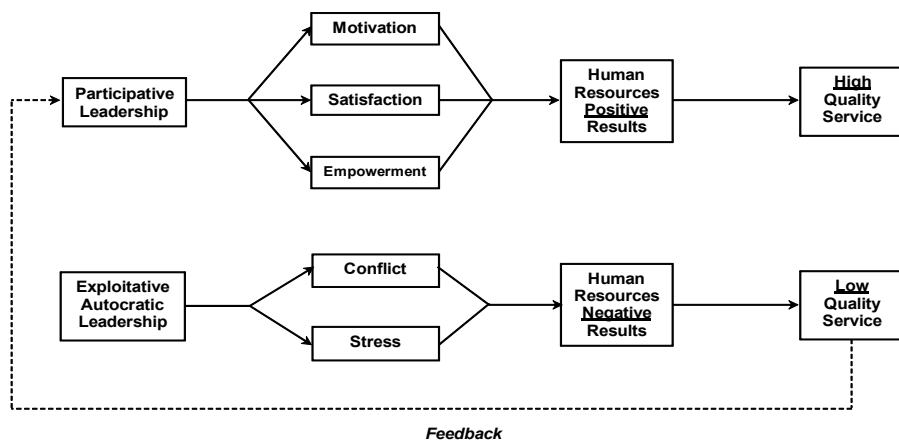 Motivation
Participative
Leadership
Satisfaction
Empowerment
Human
Resources
Positive
Results
High
Quality
Service
Exploitative
Autocratic
Leadership
Conflict
Stress
Human
Resources
Negative
Results
Low
Quality
Service
Feedback